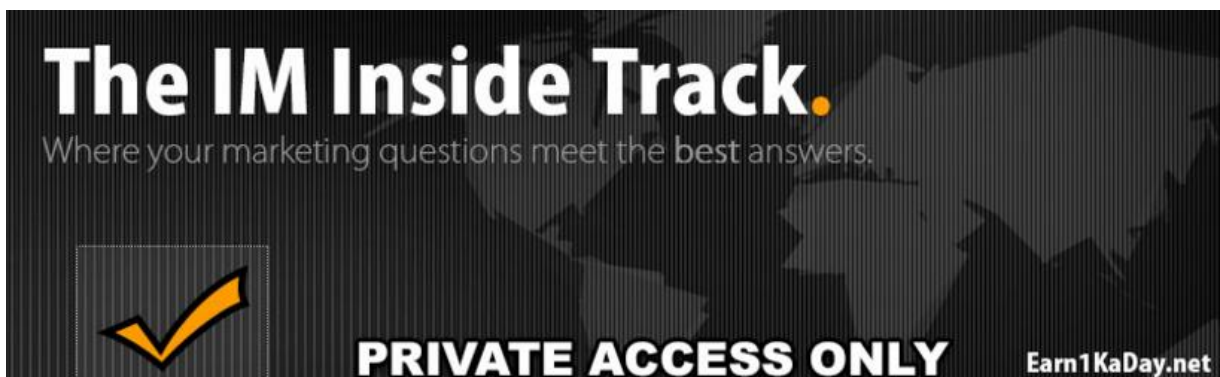 The IM Inside Track.
Where your marketing questions meet the best answers.
PRIVATE ACCESS ONLY
Earn1KaDay.net